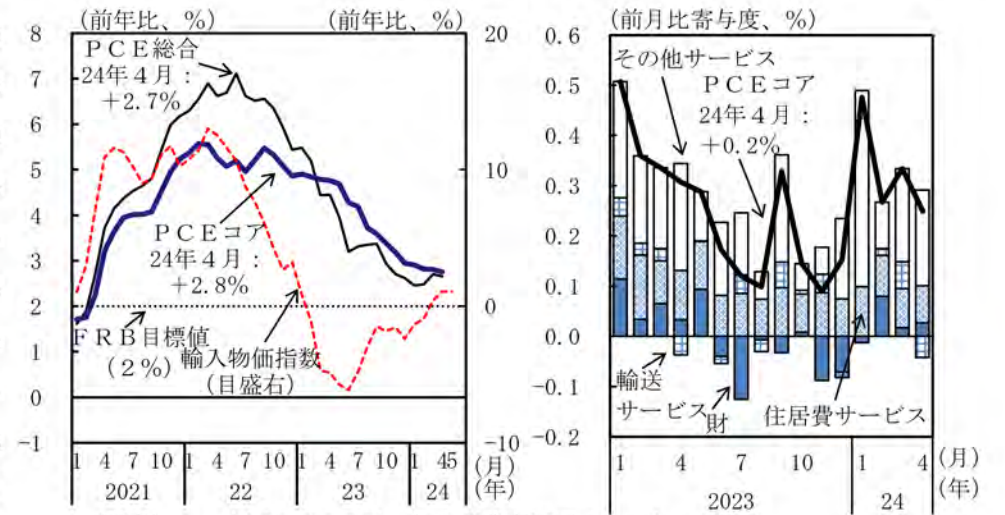 (前年比、%)
(前年比、%)
8
7
6
5
4
3
2
1
0
-1
20
10
0
-10
PCE総合
24年4月:
+2.7%
PCEコア
24年4月:
+2.8%
FRB目標値
(2%)
輸入物価指数
(目盛右)
1 4 7 10 1 4 7 10 1 4 7 10 1 45 (月)
2021 22 23 24 (年)
(前月比寄与度、%)
0.6
0.5
0.4
0.3
0.2
0.1
0.0
-0.1
-0.2
その他サービス
PCEコア
24年4月:
+0.2%
輸送
サービス
財
住居費サービス
1 4 7 10 1 4 (月)
2023 24 (年)